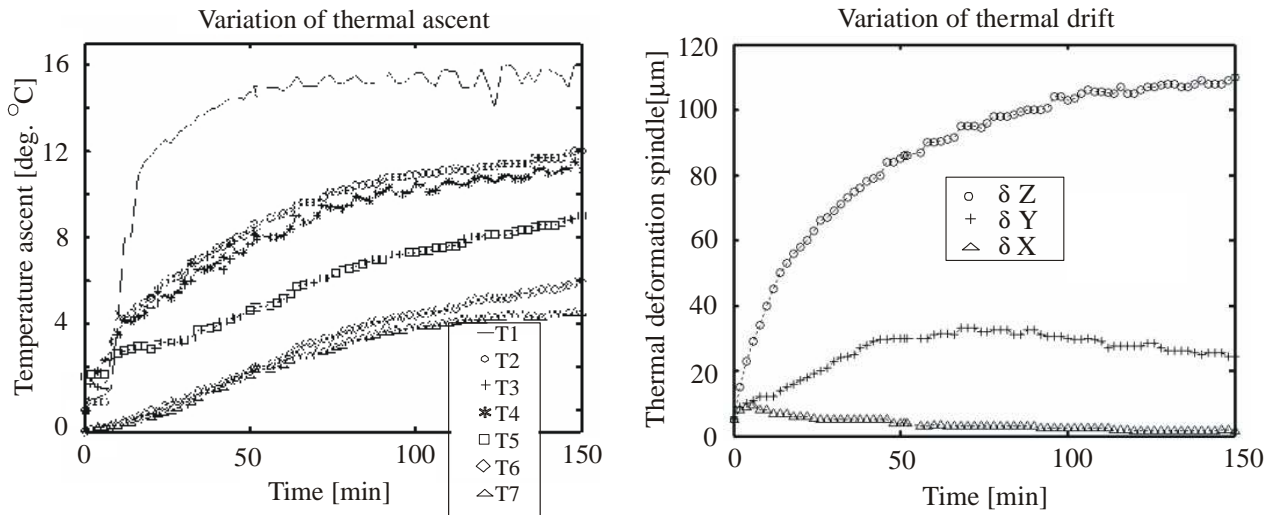 Variation of thermal ascent
Temperature ascent [deg. °C]
16
12
8
4
0
0
50
100
150
Time [min]
T1
T2
T3
T4
T5
T6
T7
Variation of thermal drift
Thermal deformation spindle[µm]
120
100
80
60
40
20
0
0
50
100
150
Time [min]
δ Z
δ Y
δ X